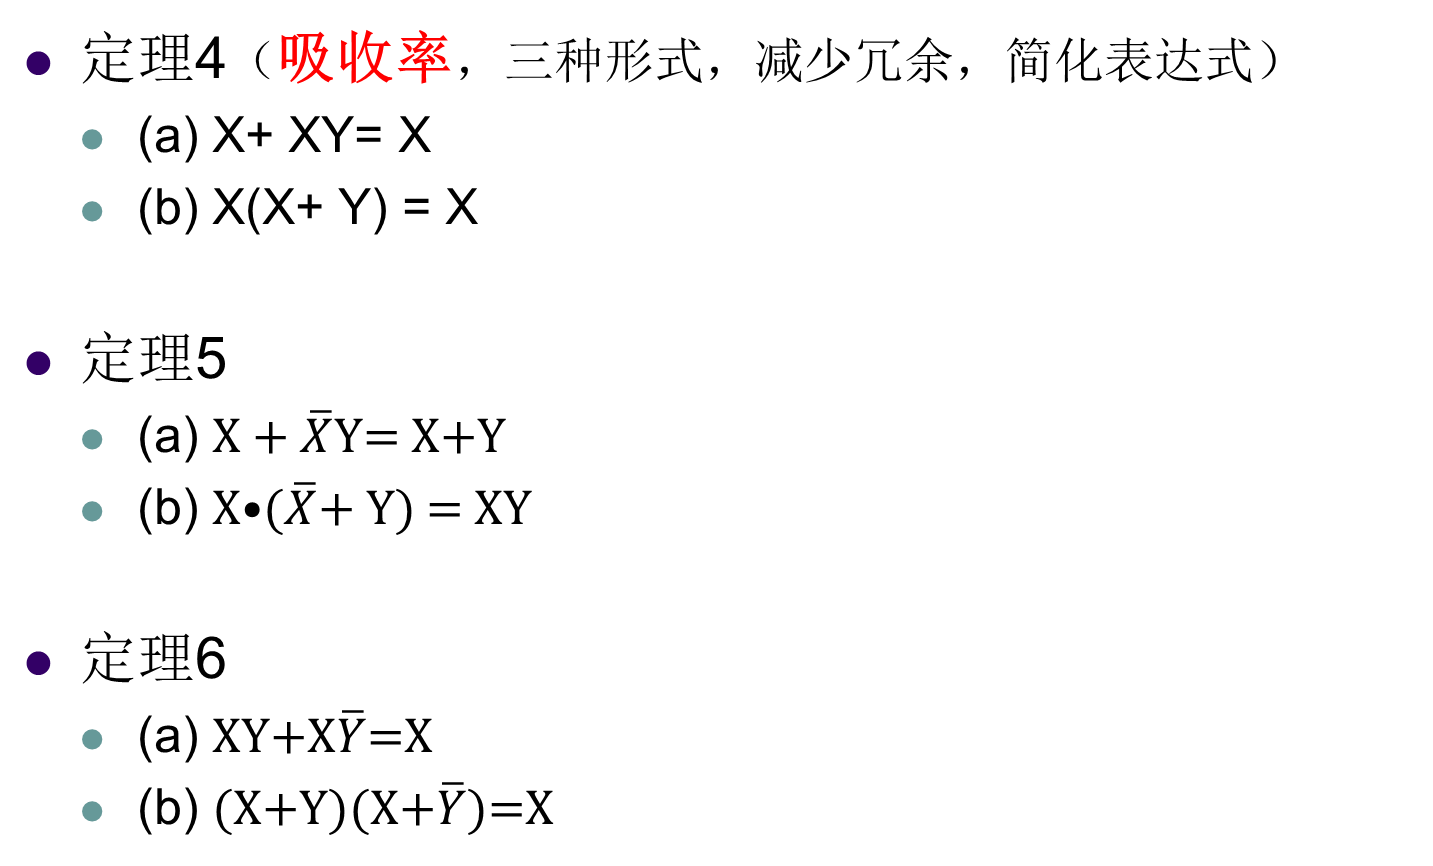 ● 定理4（吸收率，三种形式，减少冗余，简化表达式）
● (a) X+ XY= X
● (b) X(X+ Y) = X
● 定理5
● (a) X + X̅Y= X+Y
● (b) X•(X̅+ Y) = XY
● 定理6
● (a) XY+XY̅=X
● (b) (X+Y)(X+Y̅)=X